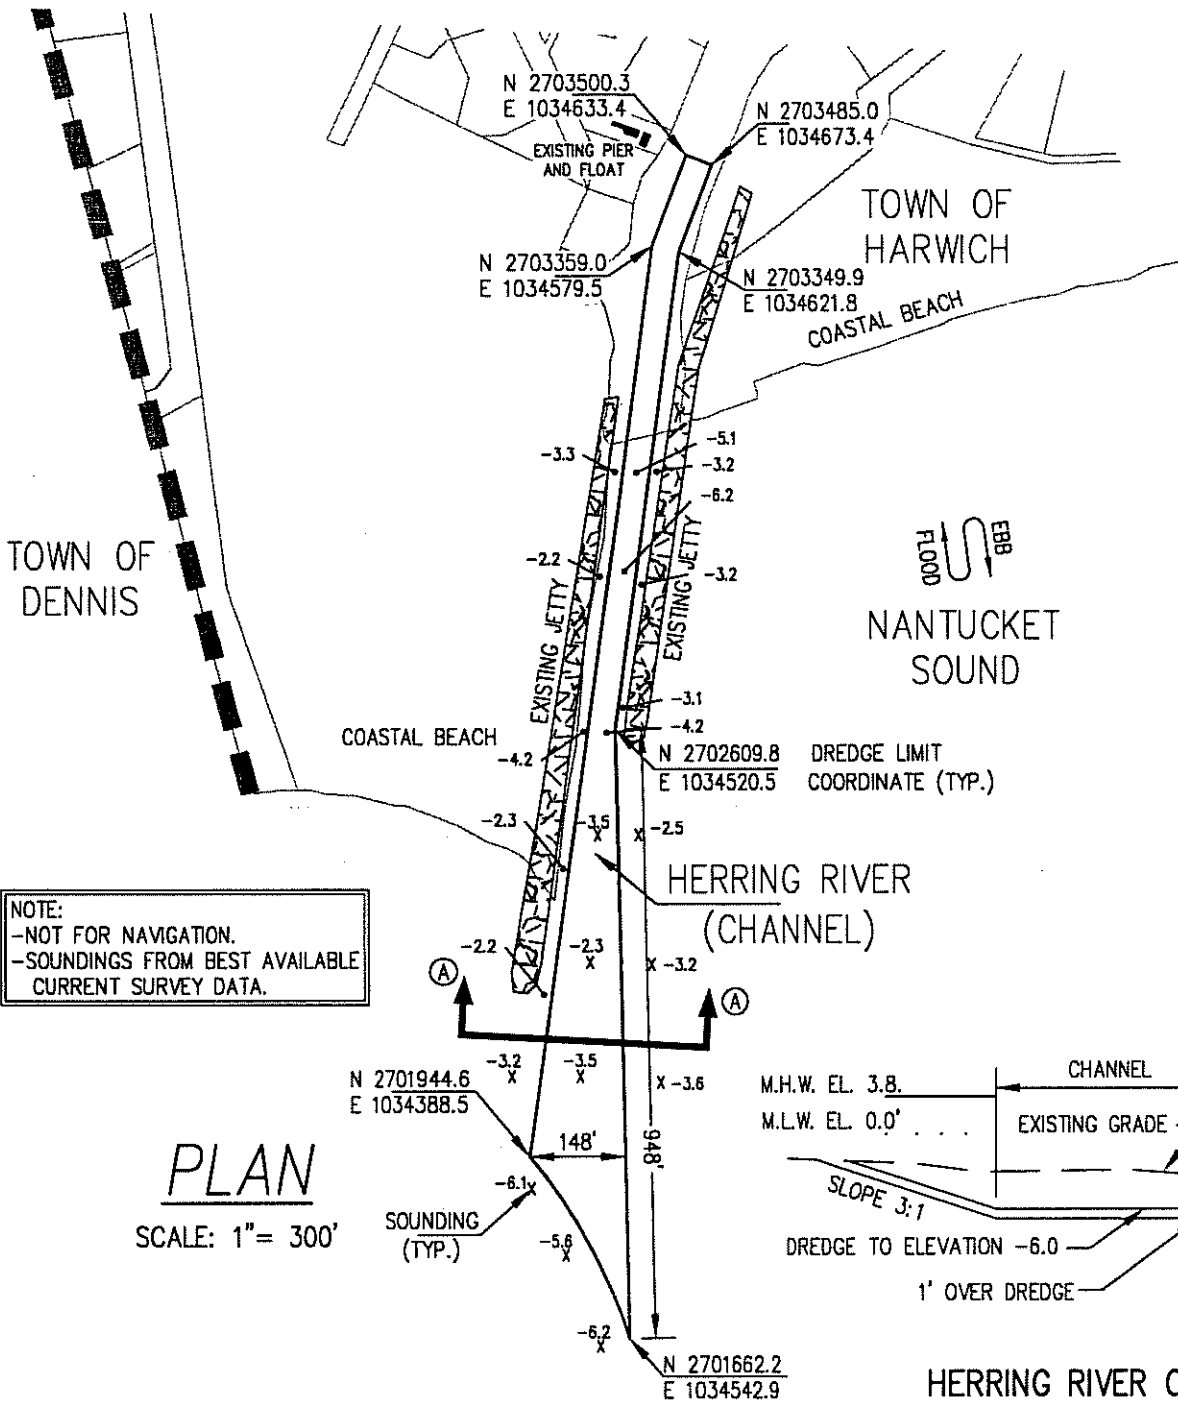 N 2703500.3
E 1034633.4
N 2703485.0
E 1034673.4
EXISTING PIER
AND FLOAT
TOWN OF
HARWICH
N 2703359.0
E 1034579.5
N 2703349.9
E 1034621.8
COASTAL BEACH
-3.3
-5.1
-3.2
-6.2
TOWN OF
DENNIS
-2.2
-3.2
EXISTING JETTY
EXISTING JETTY
FLOOD
EBB
NANTUCKET
SOUND
-3.1
COASTAL BEACH
-4.2
-4.2
N 2702609.8 DREDGE LIMIT
E 1034520.5 COORDINATE (TYP.)
-2.3
-3.5
X
X -2.5
HERRING RIVER
(CHANNEL)
NOTE:
-NOT FOR NAVIGATION.
-SOUNDINGS FROM BEST AVAILABLE
CURRENT SURVEY DATA.
-2.2
-2.3
X
X -3.2
A
A
-3.2
X
-3.5
X
X -3.6
N 2701944.6
E 1034388.5
148'
948'
M.H.W. EL. 3.8.
M.L.W. EL. 0.0'
CHANNEL
EXISTING GRADE
SLOPE 3:1
DREDGE TO ELEVATION -6.0
1' OVER DREDGE
PLAN
SCALE: 1"= 300'
-6.1
X
SOUNDING
(TYP.)
-5.6
X
-6.2
X
N 2701662.2
E 1034542.9
HERRING RIVER C